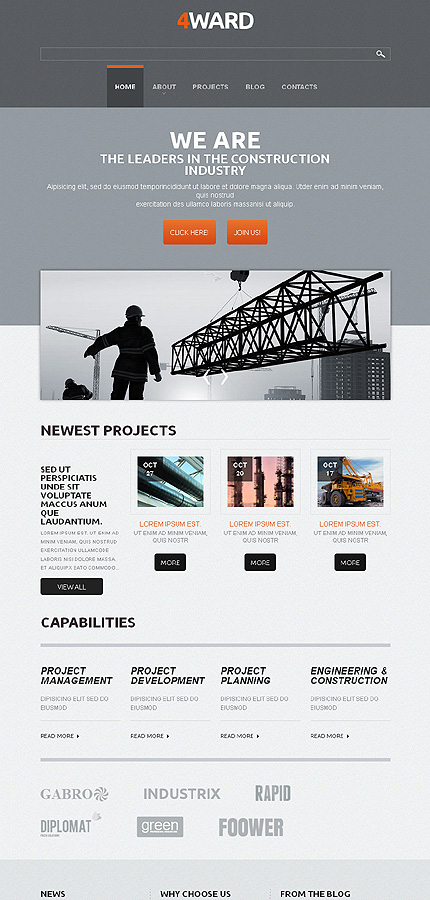 4WARD
HOME ABOUT PROJECTS BLOG CONTACTS
WE ARE
THE LEADERS IN THE CONSTRUCTION
INDUSTRY
Aipisicing elit, sed do eiusmod temporincididunt ut labore et dolore magna aliqua. Utder enim ad minim veniam,
quis nostrud
exercitation des ullamco laboris massanisi ut aliquip.
CLICK HERE! JOIN US!
NEWEST PROJECTS
SED UT
PERSPICIATIS
UNDE SIT
VOLUPTATE
MACCUS ANUM
QUE
LAUDANTIUM.
LOREM IPSUM EST, UT ENIM AD
MINIM VENIAM, QUIS NOSTRUD
EXERCITATION ULLAMCODE
LABORIS NISI DOLORE MASSA,
ET ALIQUIP EATO COMMODO...
VIEW ALL
OCT
27
LOREM IPSUM EST.
UT ENIM AD MINIM VENIAM,
QUIS NOSTR
MORE
OCT
20
LOREM IPSUM EST.
UT ENIM AD MINIM VENIAM,
QUIS NOSTR
MORE
OCT
17
LOREM IPSUM EST.
UT ENIM AD MINIM VENIAM,
QUIS NOSTR
MORE
CAPABILITIES
PROJECT
MANAGEMENT
DIPISICING ELIT SED DO
EIUSMOD
READ MORE
PROJECT
DEVELOPMENT
DIPISICING ELIT SED DO
EIUSMOD
READ MORE
PROJECT
PLANNING
DIPISICING ELIT SED DO
EIUSMOD
READ MORE
ENGINEERING &
CONSTRUCTION
DIPISICING ELIT SED DO
EIUSMOD
READ MORE
GABRO INDUSTRIX RAPID
DIPLOMAT green FOOWER
NEWS WHY CHOOSE US FROM THE BLOG